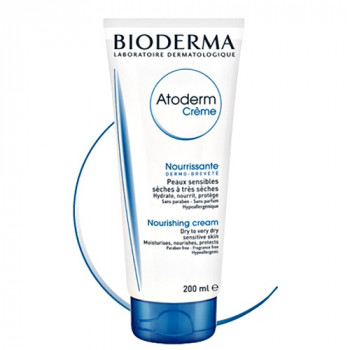 BIODERMA
LABORATOIRE DERMATOLOGIQUE
Atoderm
Crème
Nourrissante
DERMO-BREVETÉ
Peaux sensibles
sèches à très sèches
Hydrate, nourrit, protège
Sans paraben - Sans parfum
Hypoallergénique
Nourishing cream
Dry to very dry
sensitive skin
Moisturises, nourishes, protects
Paraben free - Fragrance free
Hypoallergenic
200 ml ℮